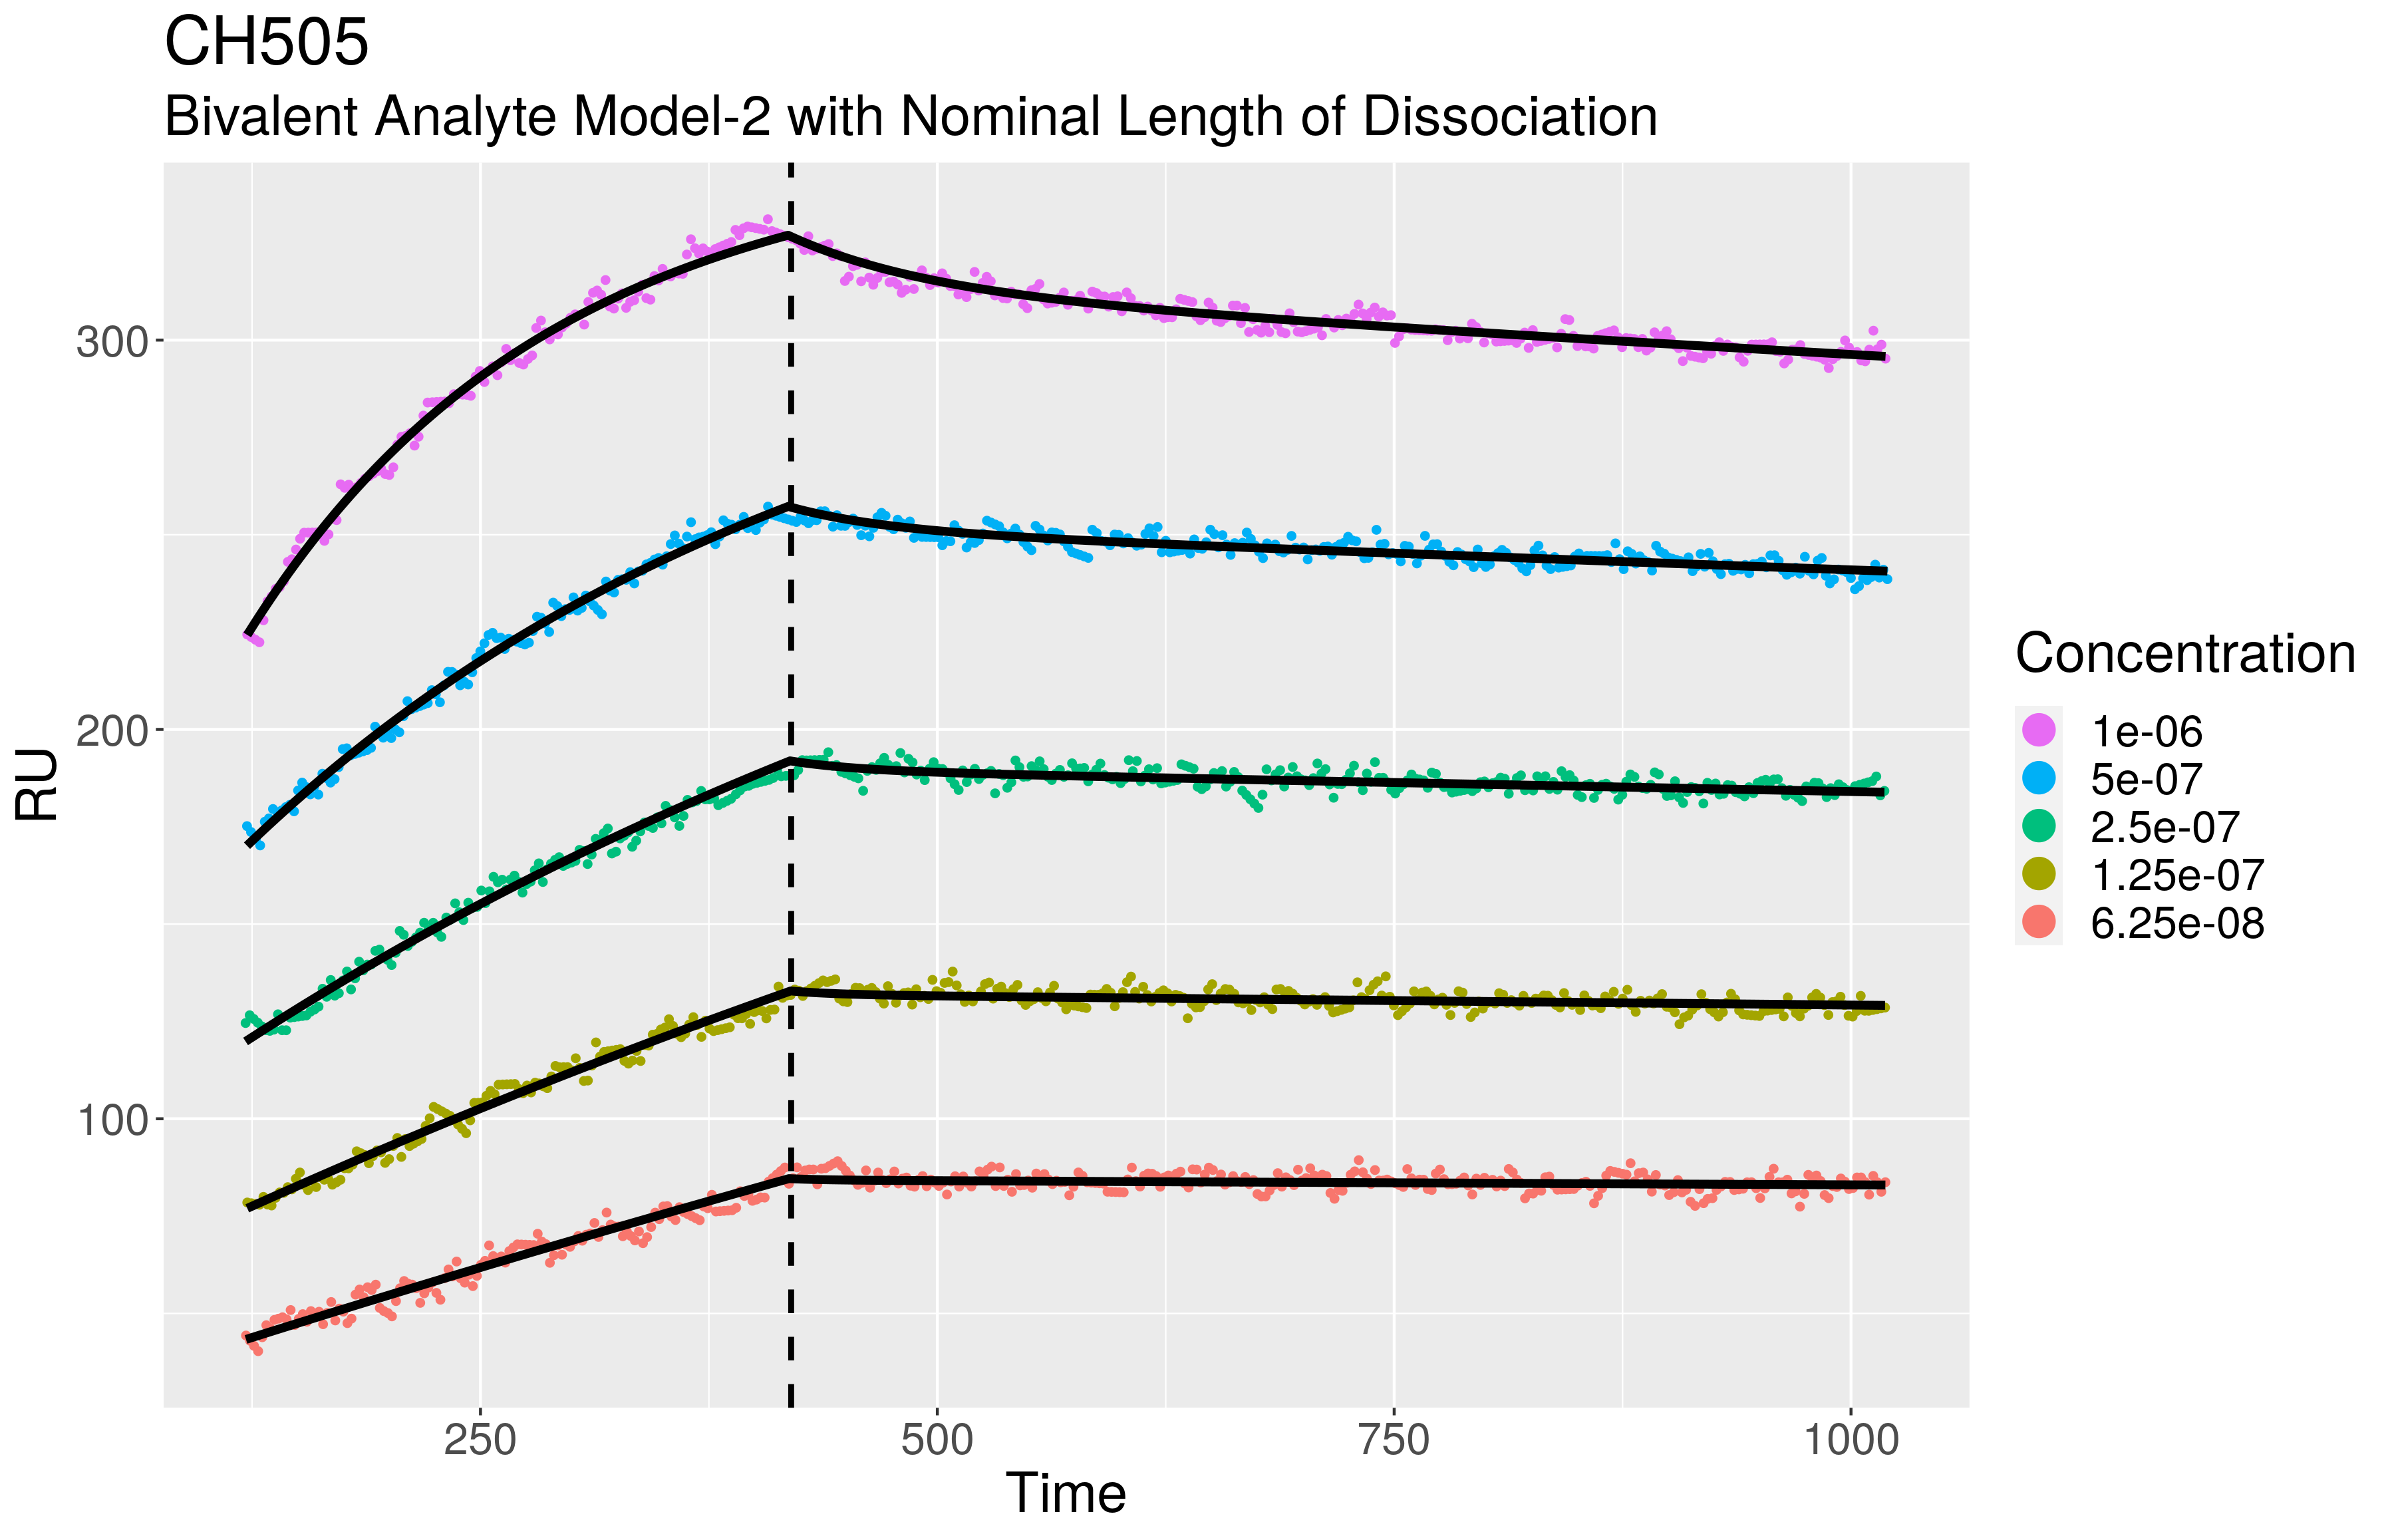 CH505
Bivalent Analyte Model-2 with Nominal Length of Dissociation
RU
300
200
100
250
500
750
1000
Time
Concentration
1e-06
5e-07
2.5e-07
1.25e-07
6.25e-08